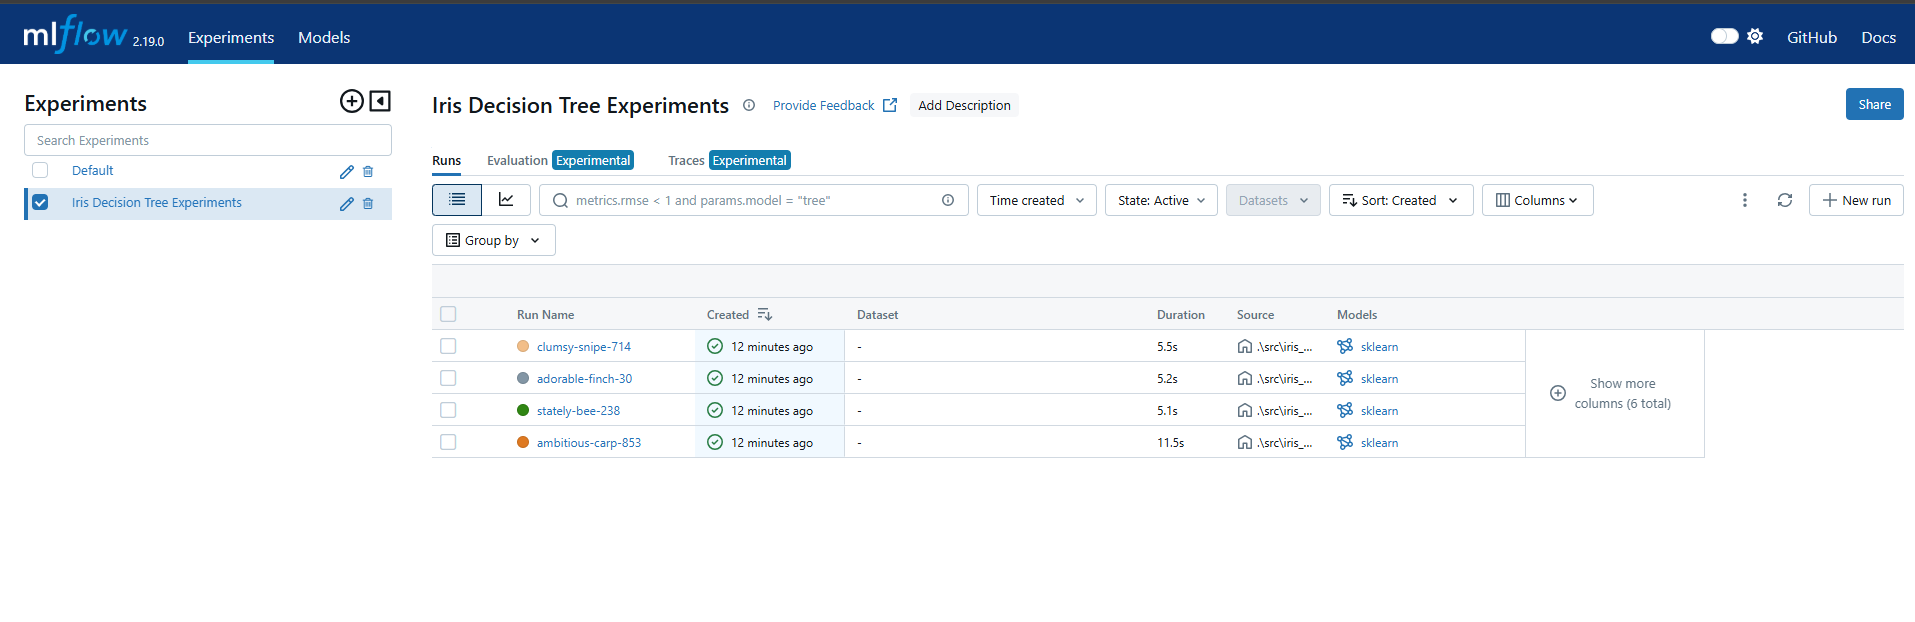 mlflow 2.19.0 Experiments Models GitHub Docs
Experiments
Search Experiments
Default
Iris Decision Tree Experiments
Iris Decision Tree Experiments Provide Feedback Add Description Share
Runs Evaluation Experimental Traces Experimental
metrics.rmse < 1 and params.model = "tree" Time created State: Active Datasets Sort: Created Columns New run
Group by
Run Name Created Dataset Duration Source Models
clumsy-snipe-714 12 minutes ago - 5.5s .\src\iris_... sklearn
adorable-finch-30 12 minutes ago - 5.2s .\src\iris_... sklearn
stately-bee-238 12 minutes ago - 5.1s .\src\iris_... sklearn
ambitious-carp-853 12 minutes ago - 11.5s .\src\iris_... sklearn
Show more
columns (6 total)